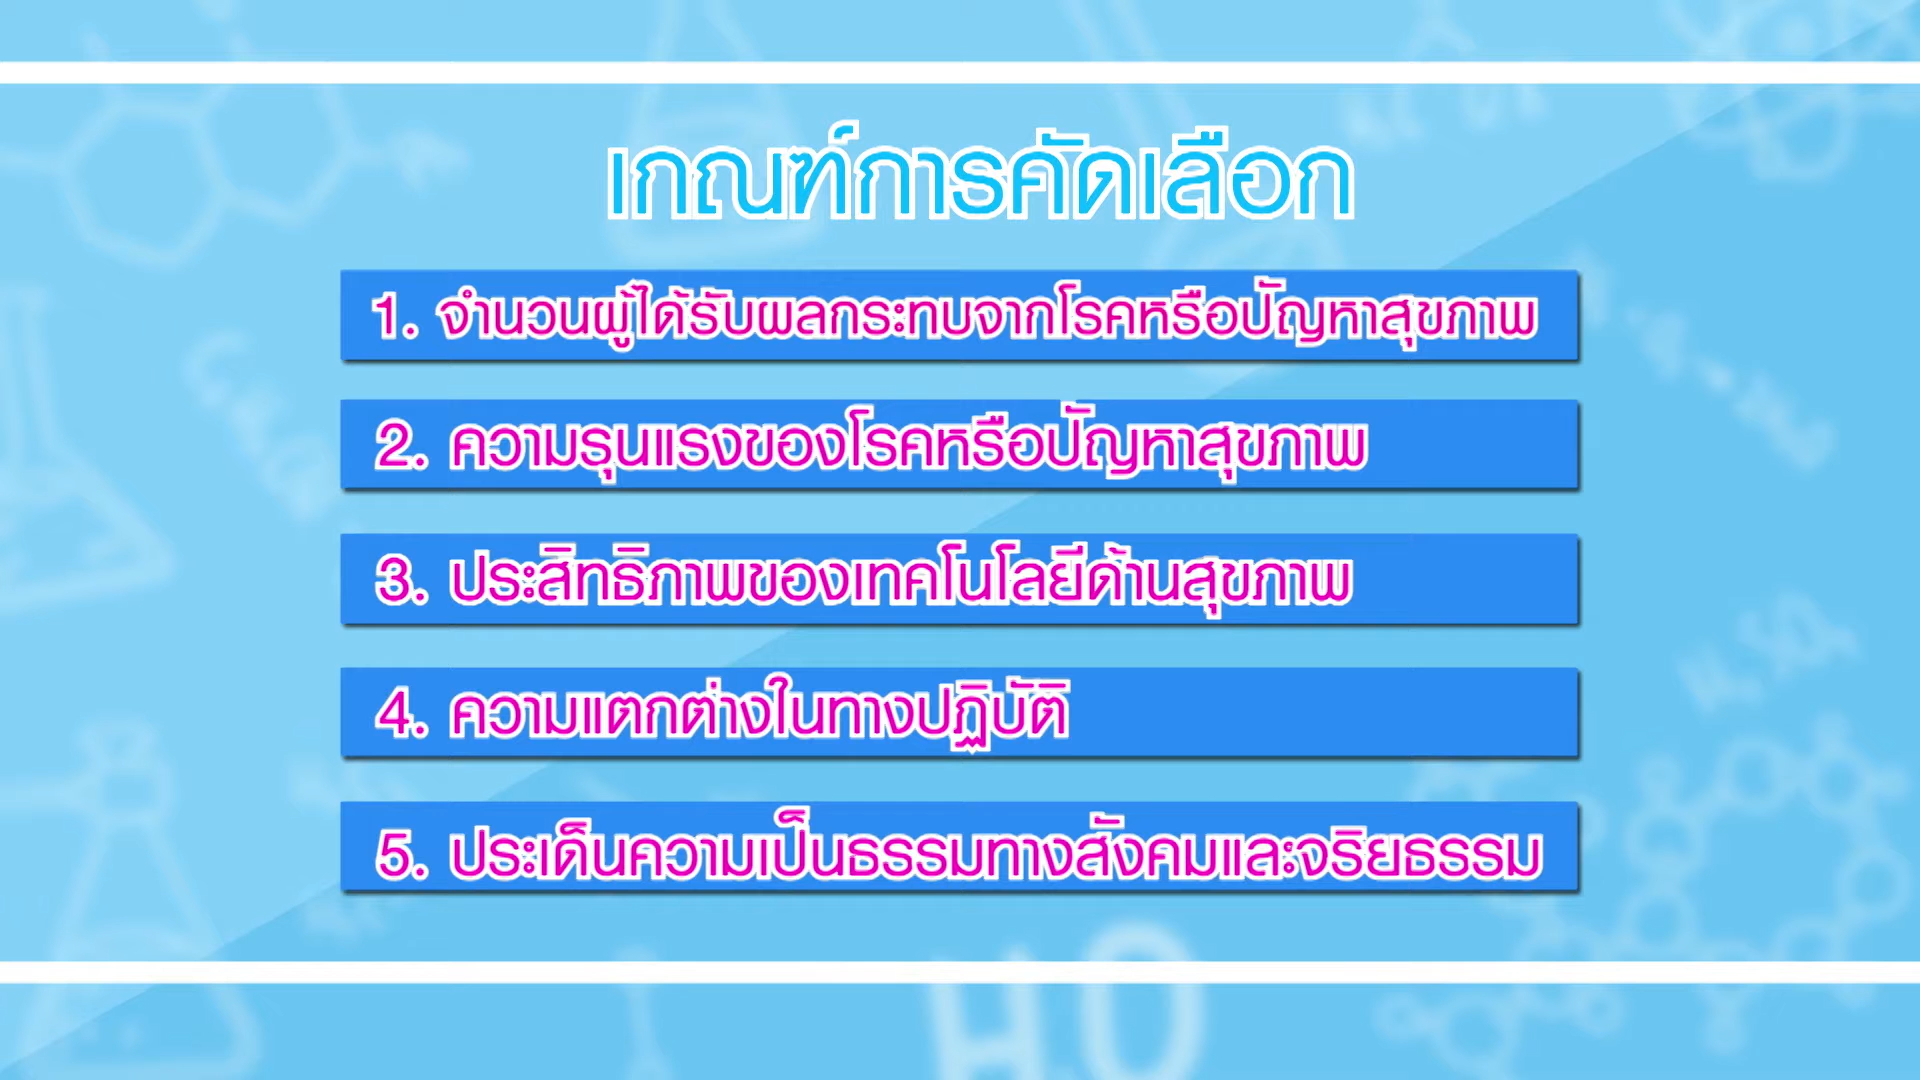 เกณฑ์การคัดเลือก
1. จำนวนผู้ได้รับผลกระทบจากโรคหรือปัญหาสุขภาพ
2. ความรุนแรงของโรคหรือปัญหาสุขภาพ
3. ประสิทธิภาพของเทคโนโลยีด้านสุขภาพ
4. ความแตกต่างในทางปฏิบัติ
5. ประเด็นความเป็นธรรมทางสังคมและจริยธรรม